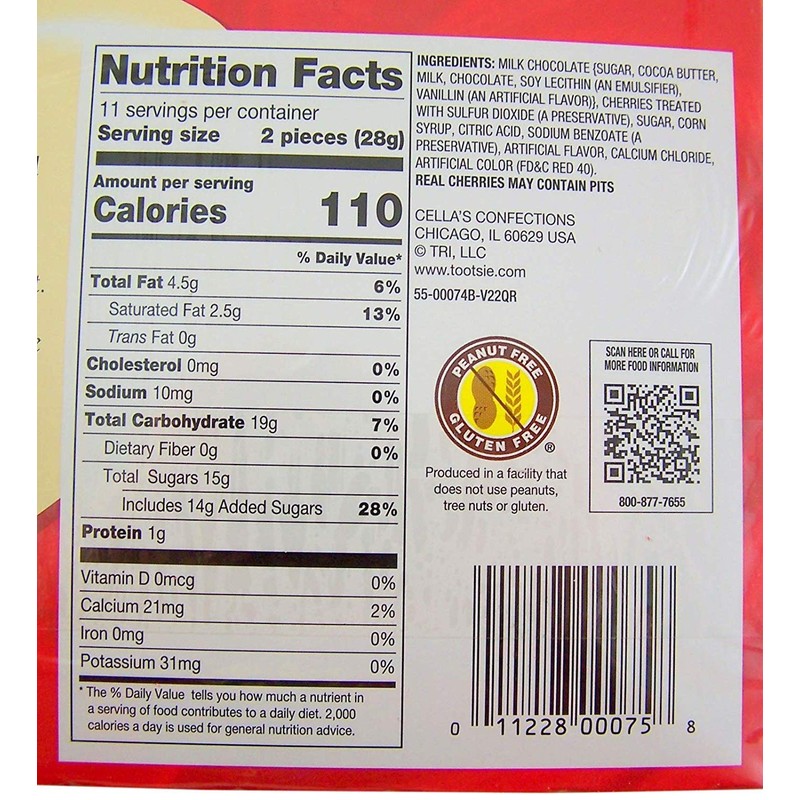 Nutrition Facts
11 servings per container
Serving size 2 pieces (28g)
Amount per serving
Calories 110
% Daily Value*
Total Fat 4.5g 6%
Saturated Fat 2.5g 13%
Trans Fat 0g
Cholesterol 0mg 0%
Sodium 10mg 0%
Total Carbohydrate 19g 7%
Dietary Fiber 0g 0%
Total Sugars 15g
Includes 14g Added Sugars 28%
Protein 1g
Vitamin D 0mcg 0%
Calcium 21mg 2%
Iron 0mg 0%
Potassium 31mg 0%
* The % Daily Value tells you how much a nutrient in
a serving of food contributes to a daily diet. 2,000
calories a day is used for general nutrition advice.
INGREDIENTS: MILK CHOCOLATE {SUGAR, COCOA BUTTER,
MILK, CHOCOLATE, SOY LECITHIN (AN EMULSIFIER),
VANILLIN (AN ARTIFICIAL FLAVOR)}, CHERRIES TREATED
WITH SULFUR DIOXIDE (A PRESERVATIVE), SUGAR, CORN
SYRUP, CITRIC ACID, SODIUM BENZOATE (A
PRESERVATIVE), ARTIFICIAL FLAVOR, CALCIUM CHLORIDE,
ARTIFICIAL COLOR (FD&C RED 40).
REAL CHERRIES MAY CONTAIN PITS
CELLA'S CONFECTIONS
CHICAGO, IL 60629 USA
© TRI, LLC
www.tootsie.com
55-00074B-V22QR
PEANUT FREE
GLUTEN FREE
®
Produced in a facility that
does not use peanuts,
tree nuts or gluten.
SCAN HERE OR CALL FOR
MORE FOOD INFORMATION
800-877-7655
0 11228 00075 8